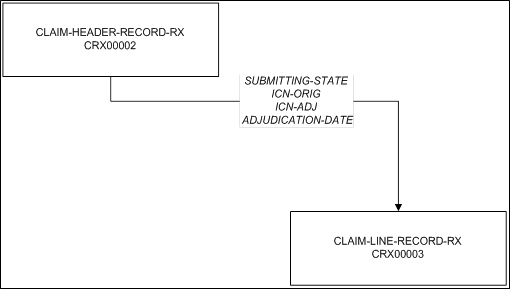 CLAIM-HEADER-RECORD-RX
CRX00002
SUBMITTING-STATE
ICN-ORIG
ICN-ADJ
ADJUDICATION-DATE
CLAIM-LINE-RECORD-RX
CRX00003